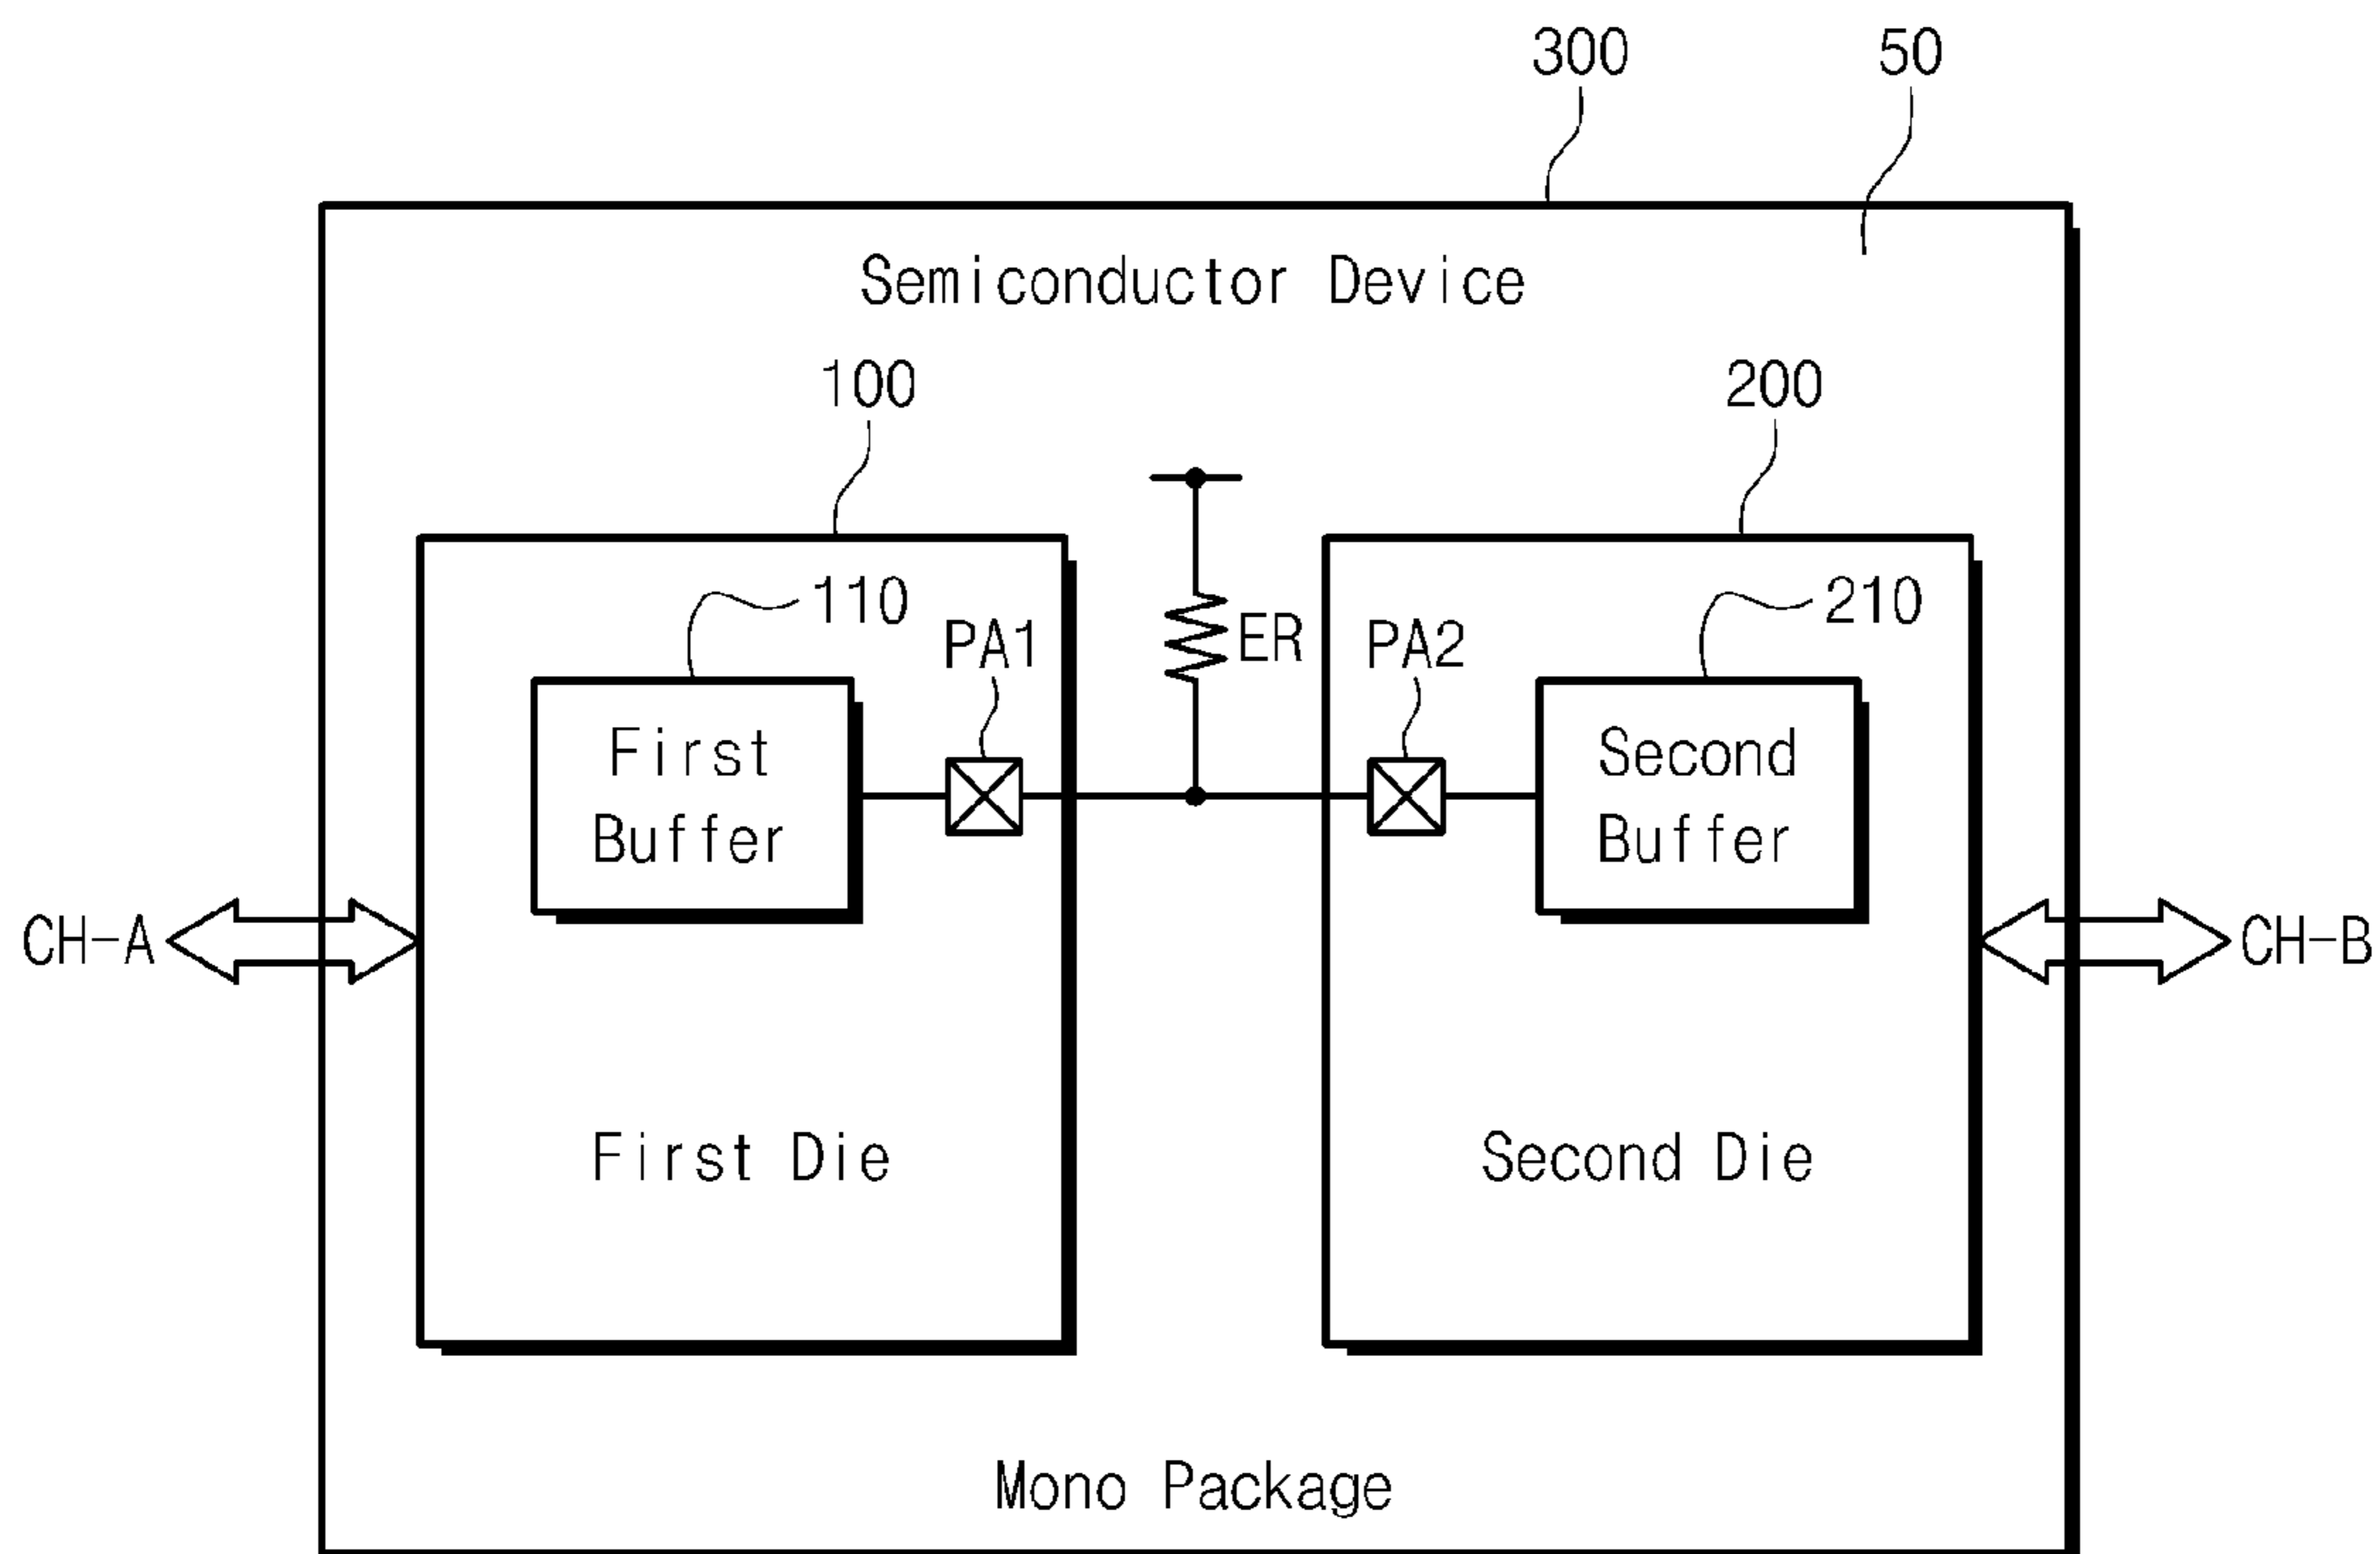 300
50
Semiconductor Device
100
200
110
PA1
ER
PA2
210
First
Buffer
Second
Buffer
CH-A
CH-B
First Die
Second Die
Mono Package